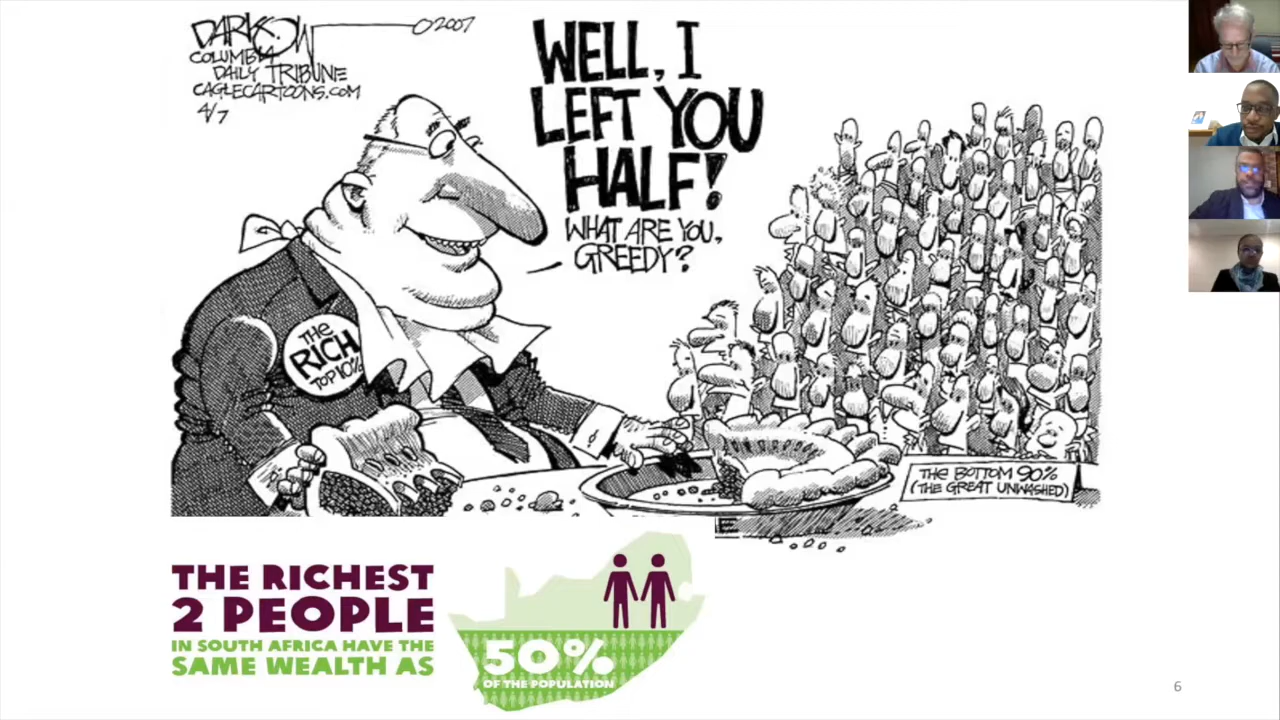 DARKOW ©2007
COLUMBIA
DAILY TRIBUNE
CAGLECARTOONS.COM
4/7
WELL, I
LEFT YOU
HALF!
WHAT ARE YOU,
GREEDY?
THE
RICH
TOP 10%
THE BOTTOM 90%
(THE GREAT UNWASHED)
THE RICHEST
2 PEOPLE
IN SOUTH AFRICA HAVE THE
SAME WEALTH AS
50%
OF THE POPULATION
6